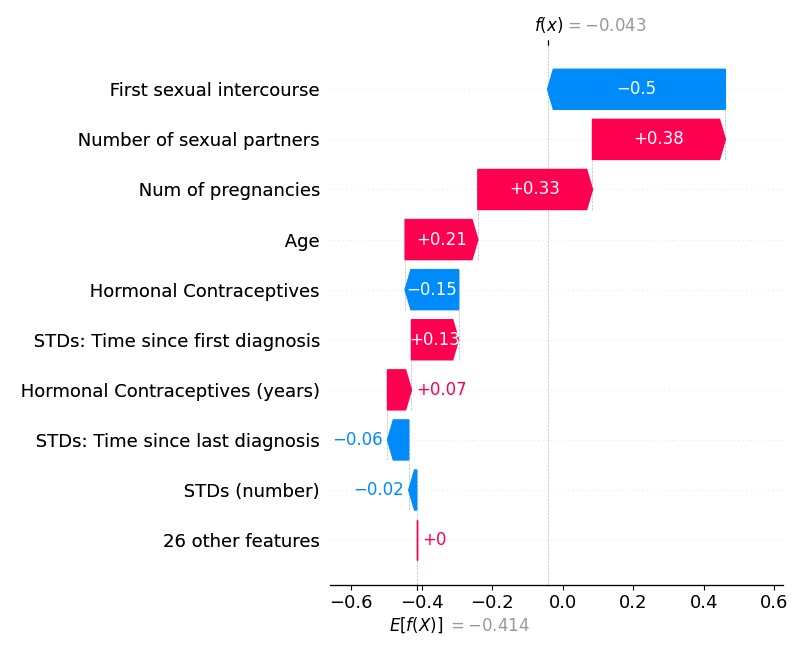 f(x) = −0.043
First sexual intercourse −0.5
Number of sexual partners +0.38
Num of pregnancies +0.33
Age +0.21
Hormonal Contraceptives −0.15
STDs: Time since first diagnosis +0.13
Hormonal Contraceptives (years) +0.07
STDs: Time since last diagnosis −0.06
STDs (number) −0.02
26 other features +0
−0.6 −0.4 −0.2 0.0 0.2 0.4 0.6
E[f(X)] = −0.414